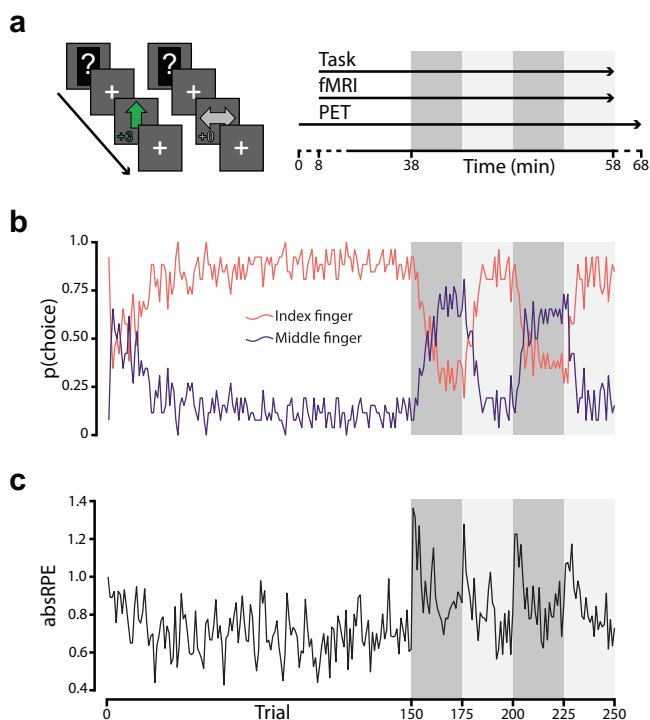 a
? ?
+ +
+3 +0
+ +
Task
fMRI
PET
0 8 38 Time (min) 58 68
b
p(choice)
1.0
0.75
0.50
0.25
0
Index finger
Middle finger
c
absRPE
1.4
1.2
1.0
0.8
0.6
0.4
0 Trial 150 175 200 225 250